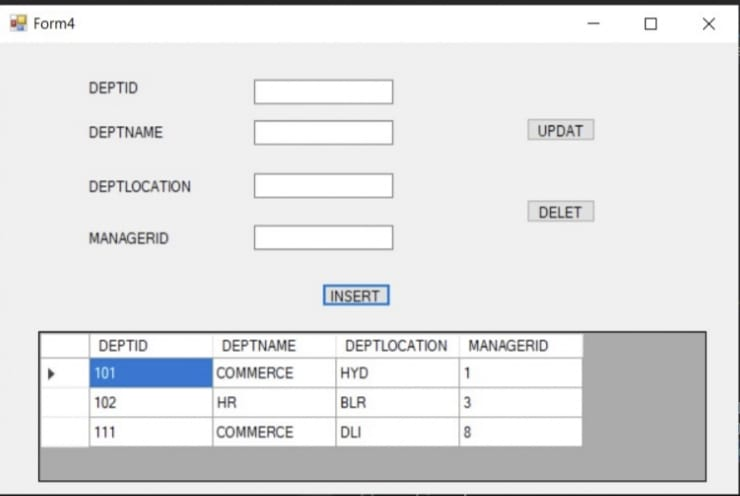 Form4
DEPTID
DEPTNAME
UPDAT
DEPTLOCATION
DELET
MANAGERID
INSERT
DEPTID DEPTNAME DEPTLOCATION MANAGERID
101 COMMERCE HYD 1
102 HR BLR 3
111 COMMERCE DLI 8